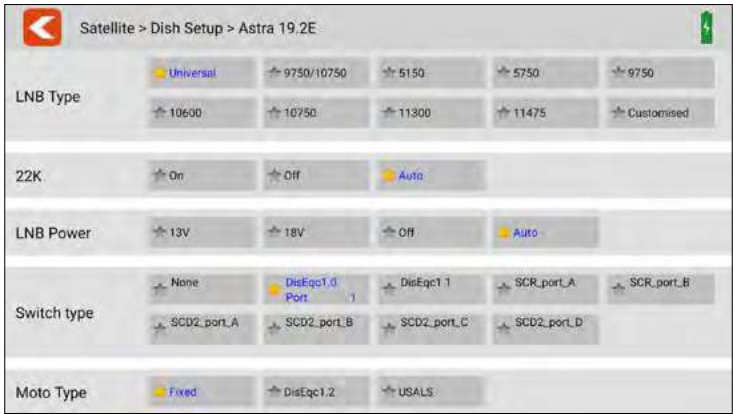 Satellite > Dish Setup > Astra 19.2E
LNB Type
Universal 9750/10750 5150 5750 9750
10600 10750 11300 11475 Customised
22K
On Off Auto
LNB Power
13V 18V Off Auto
Switch type
None DisEqc1.0 Port 1 DisEqc1 1 SCR_port_A SCR_port_B
SCD2_port_A SCD2_port_B SCD2_port_C SCD2_port_D
Moto Type
Fixed DisEqc1.2 USALS